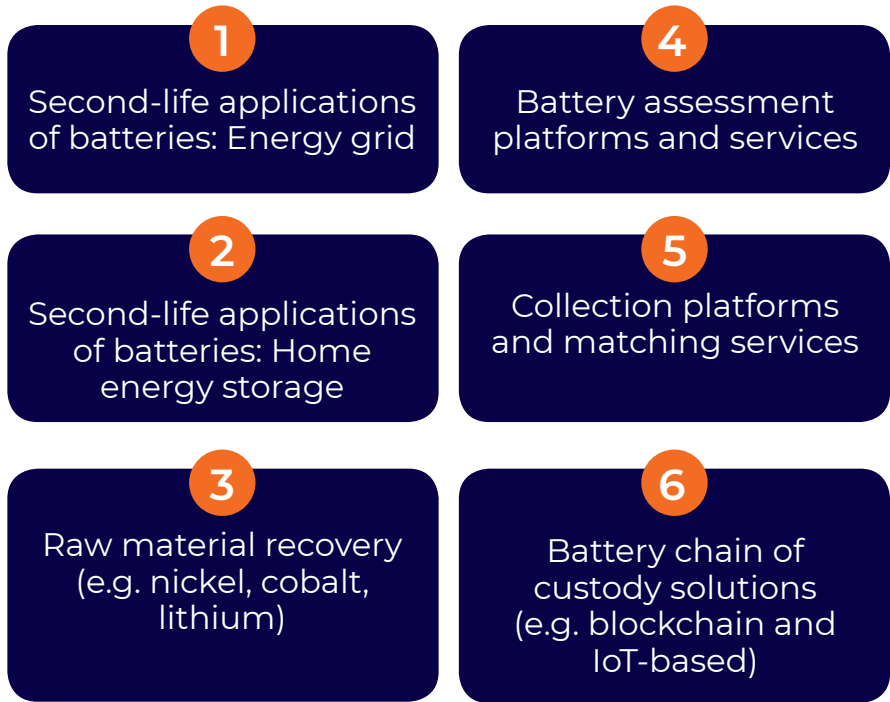 1
Second-life applications
of batteries: Energy grid
2
Second-life applications
of batteries: Home
energy storage
3
Raw material recovery
(e.g. nickel, cobalt,
lithium)
4
Battery assessment
platforms and services
5
Collection platforms
and matching services
6
Battery chain of
custody solutions
(e.g. blockchain and
IoT-based)